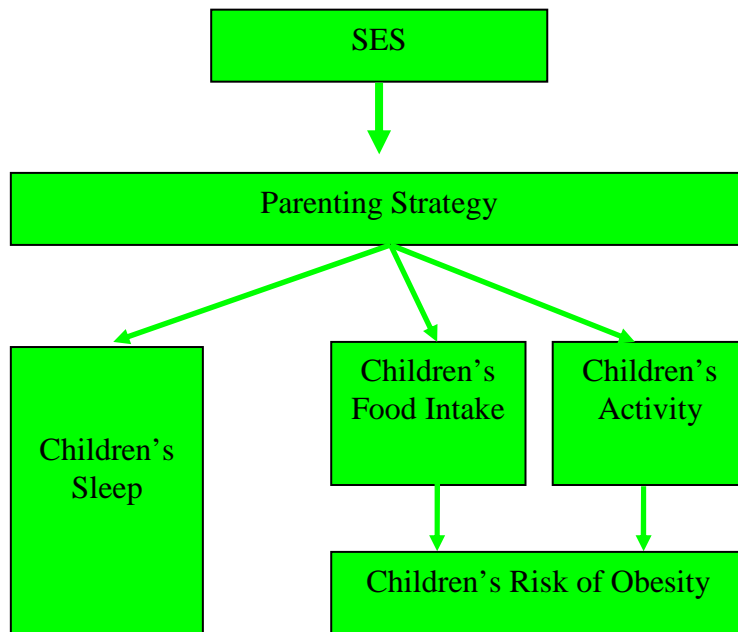 SES
Parenting Strategy
Children’s
Sleep
Children’s
Food Intake
Children’s
Activity
Children’s Risk of Obesity